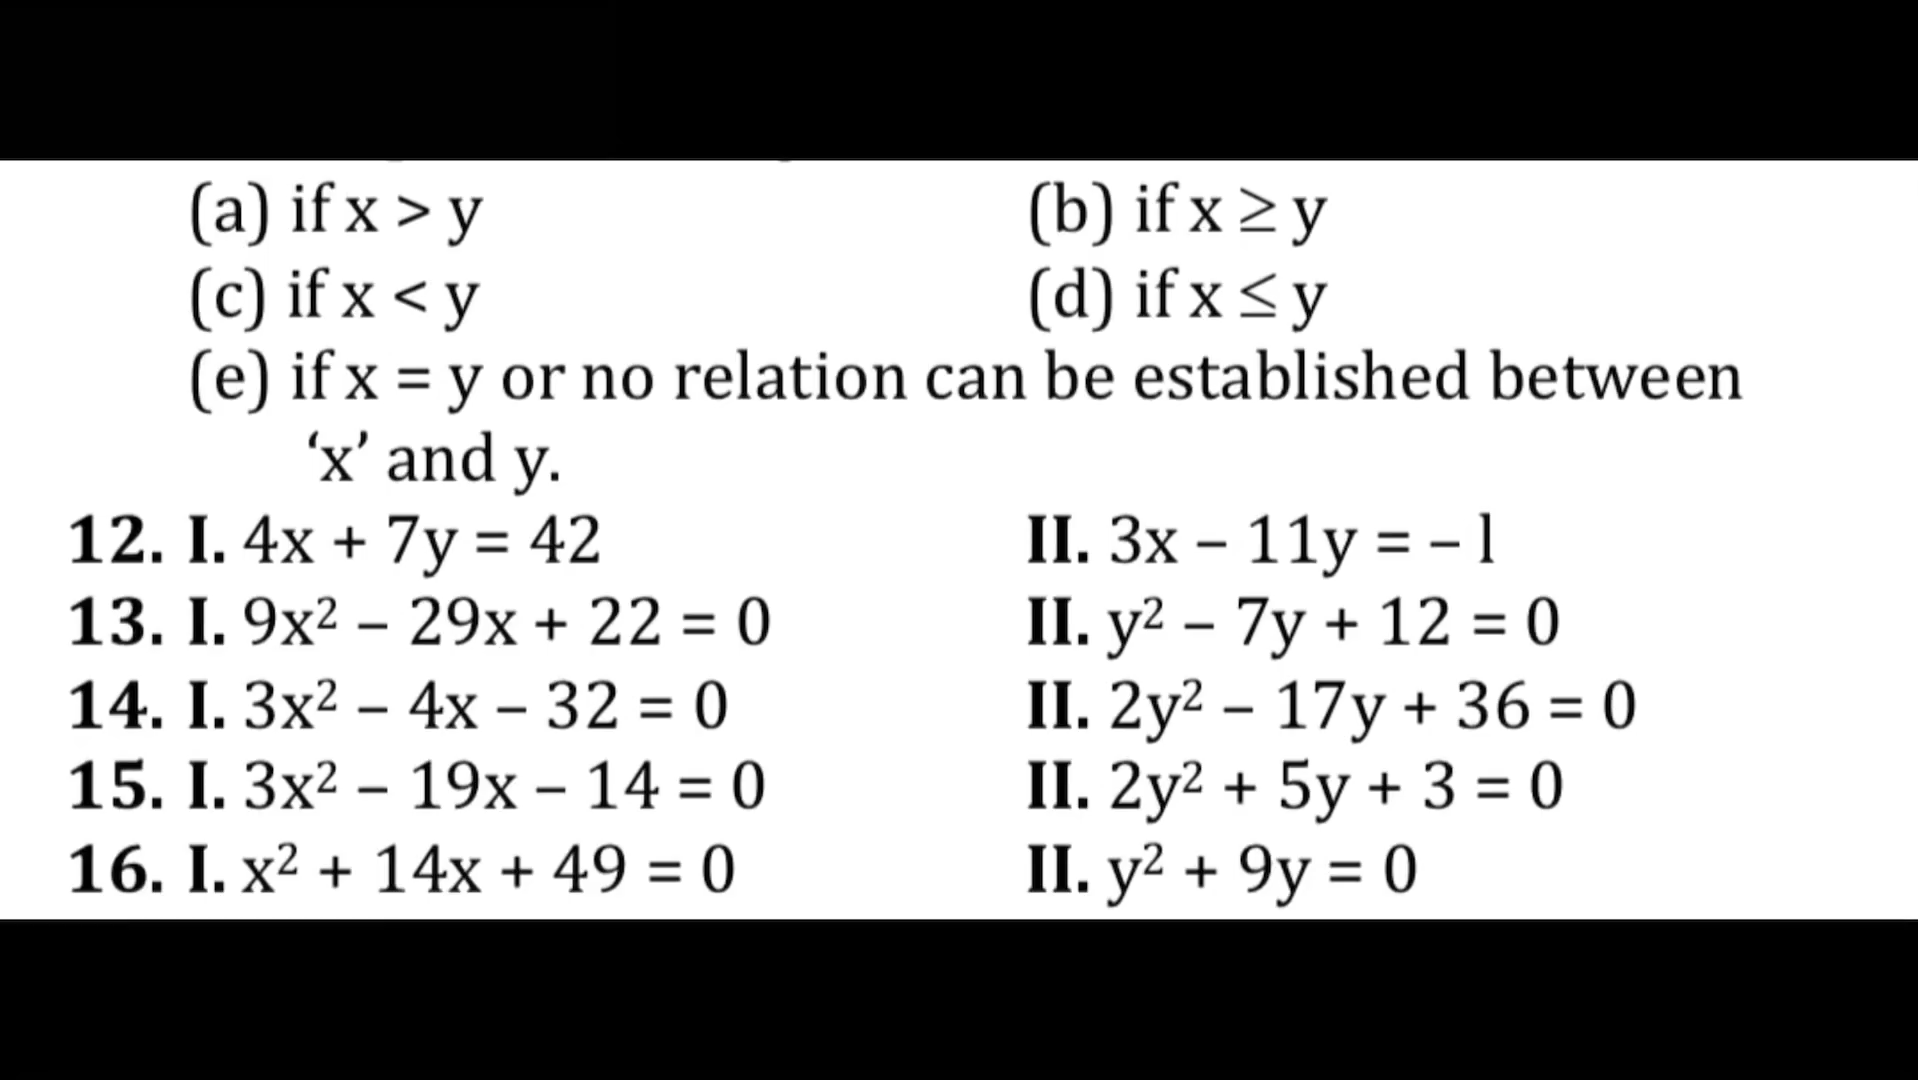 (a) if x > y (b) if x ≥ y
(c) if x < y (d) if x ≤ y
(e) if x = y or no relation can be established between
‘x’ and y.
12. I. 4x + 7y = 42 II. 3x – 11y = – l
13. I. 9x² – 29x + 22 = 0 II. y² – 7y + 12 = 0
14. I. 3x² – 4x – 32 = 0 II. 2y² – 17y + 36 = 0
15. I. 3x² – 19x – 14 = 0 II. 2y² + 5y + 3 = 0
16. I. x² + 14x + 49 = 0 II. y² + 9y = 0